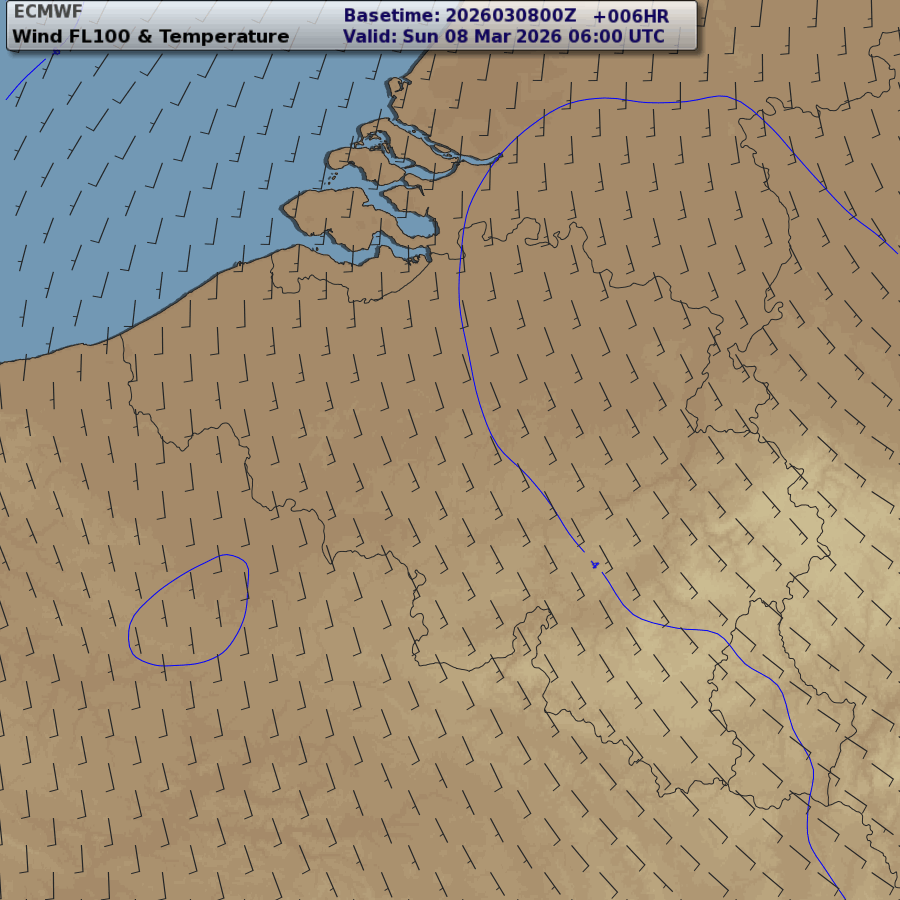 ECMWF
Basetime: 2026030800Z +006HR
Wind FL100 & Temperature
Valid: Sun 08 Mar 2026 06:00 UTC